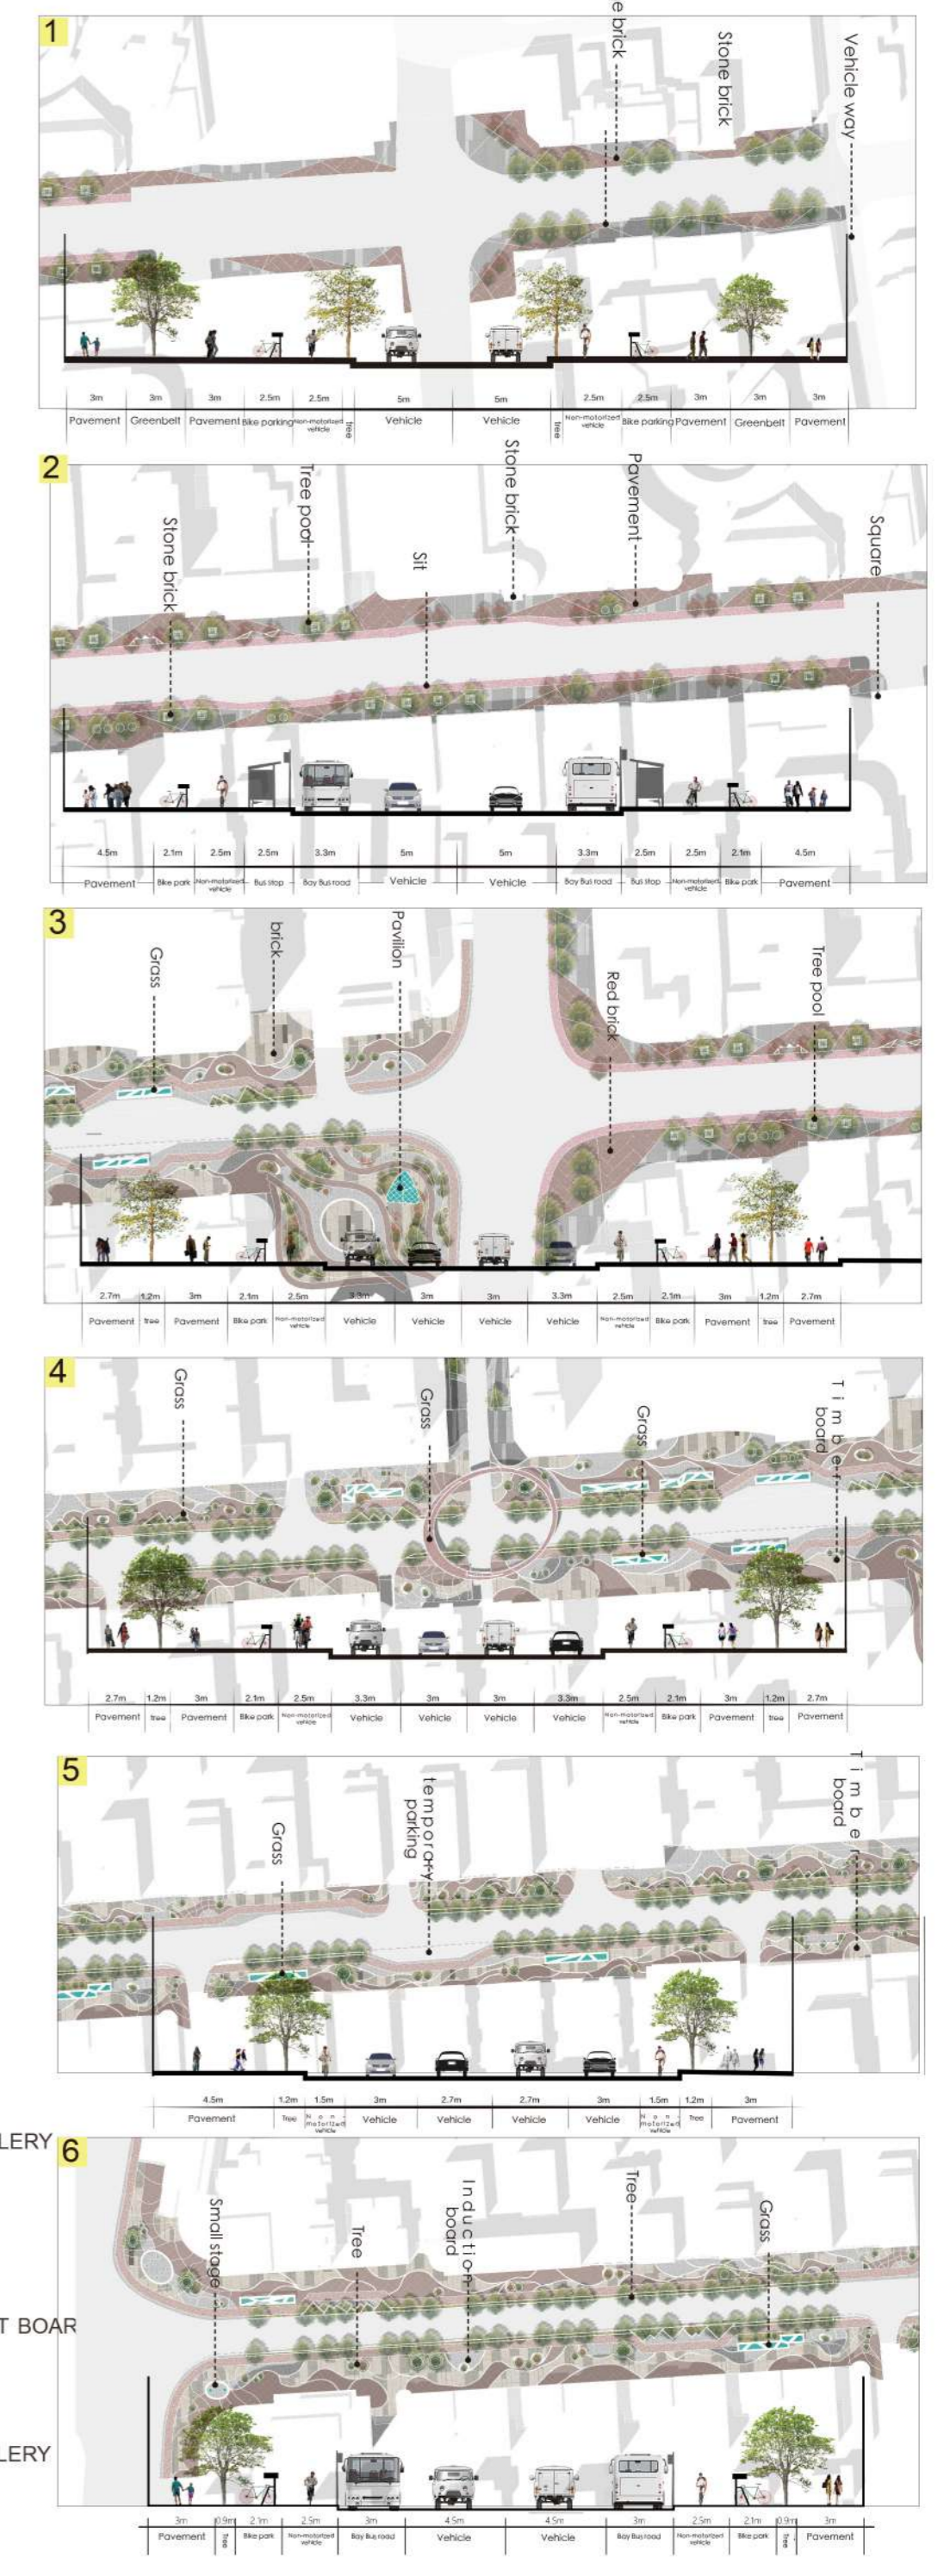 1
e brick
Stone brick
Vehicle way
3m 3m 3m 2.5m 2.5m 5m 5m 2.5m 2.5m 3m 3m 3m
Pavement Greenbelt Pavement Bike parking Non-motorized vehicle tree Vehicle Vehicle tree Non-motorized vehicle Bike parking Pavement Greenbelt Pavement
2
Stone brick
Tree pool
Sit
Stone brick
Pavement
Square
4.5m 2.1m 2.5m 2.5m 3.3m 5m 5m 3.3m 2.5m 2.5m 2.1m 4.5m
Pavement Bike park Non-motorized vehicle Bus stop Bay Bus road Vehicle Vehicle Bay Bus road Bus stop Non-motorized vehicle Bike park Pavement
3
Grass
brick
Pavilion
Red brick
Tree pool
2.7m 1.2m 3m 2.1m 2.5m 3.3m 3m 3m 3.3m 2.5m 2.1m 3m 1.2m 2.7m
Pavement tree Pavement Bike park Non-motorized vehicle Vehicle Vehicle Vehicle Vehicle Non-motorized vehicle Bike park Pavement tree Pavement
4
Grass
Grass
Grass
Timber
board
2.7m 1.2m 3m 2.1m 2.5m 3.3m 3m 3m 3.3m 2.5m 2.1m 3m 1.2m 2.7m
Pavement tree Pavement Bike park Non-motorized vehicle Vehicle Vehicle Vehicle Vehicle Non-motorized vehicle Bike park Pavement tree Pavement
5
Grass
temporary
parking
Timber
board
4.5m 1.2m 1.5m 3m 2.7m 2.7m 3m 1.5m 1.2m 3m
Pavement Tree Non-motorized vehicle Vehicle Vehicle Vehicle Vehicle Non-motorized vehicle Tree Pavement
LERY
6
Small stage
Tree
Induction
board
Tree
Grass
T BOAR
LERY
3m 0.9m 2.1m 2.5m 3m 4.5m 4.5m 3m 2.5m 2.1m 0.9m 3m
Pavement Tree Bike park Non-motorized vehicle Bay Bus road Vehicle Vehicle Bay Bus road Non-motorized vehicle Bike park Tree Pavement